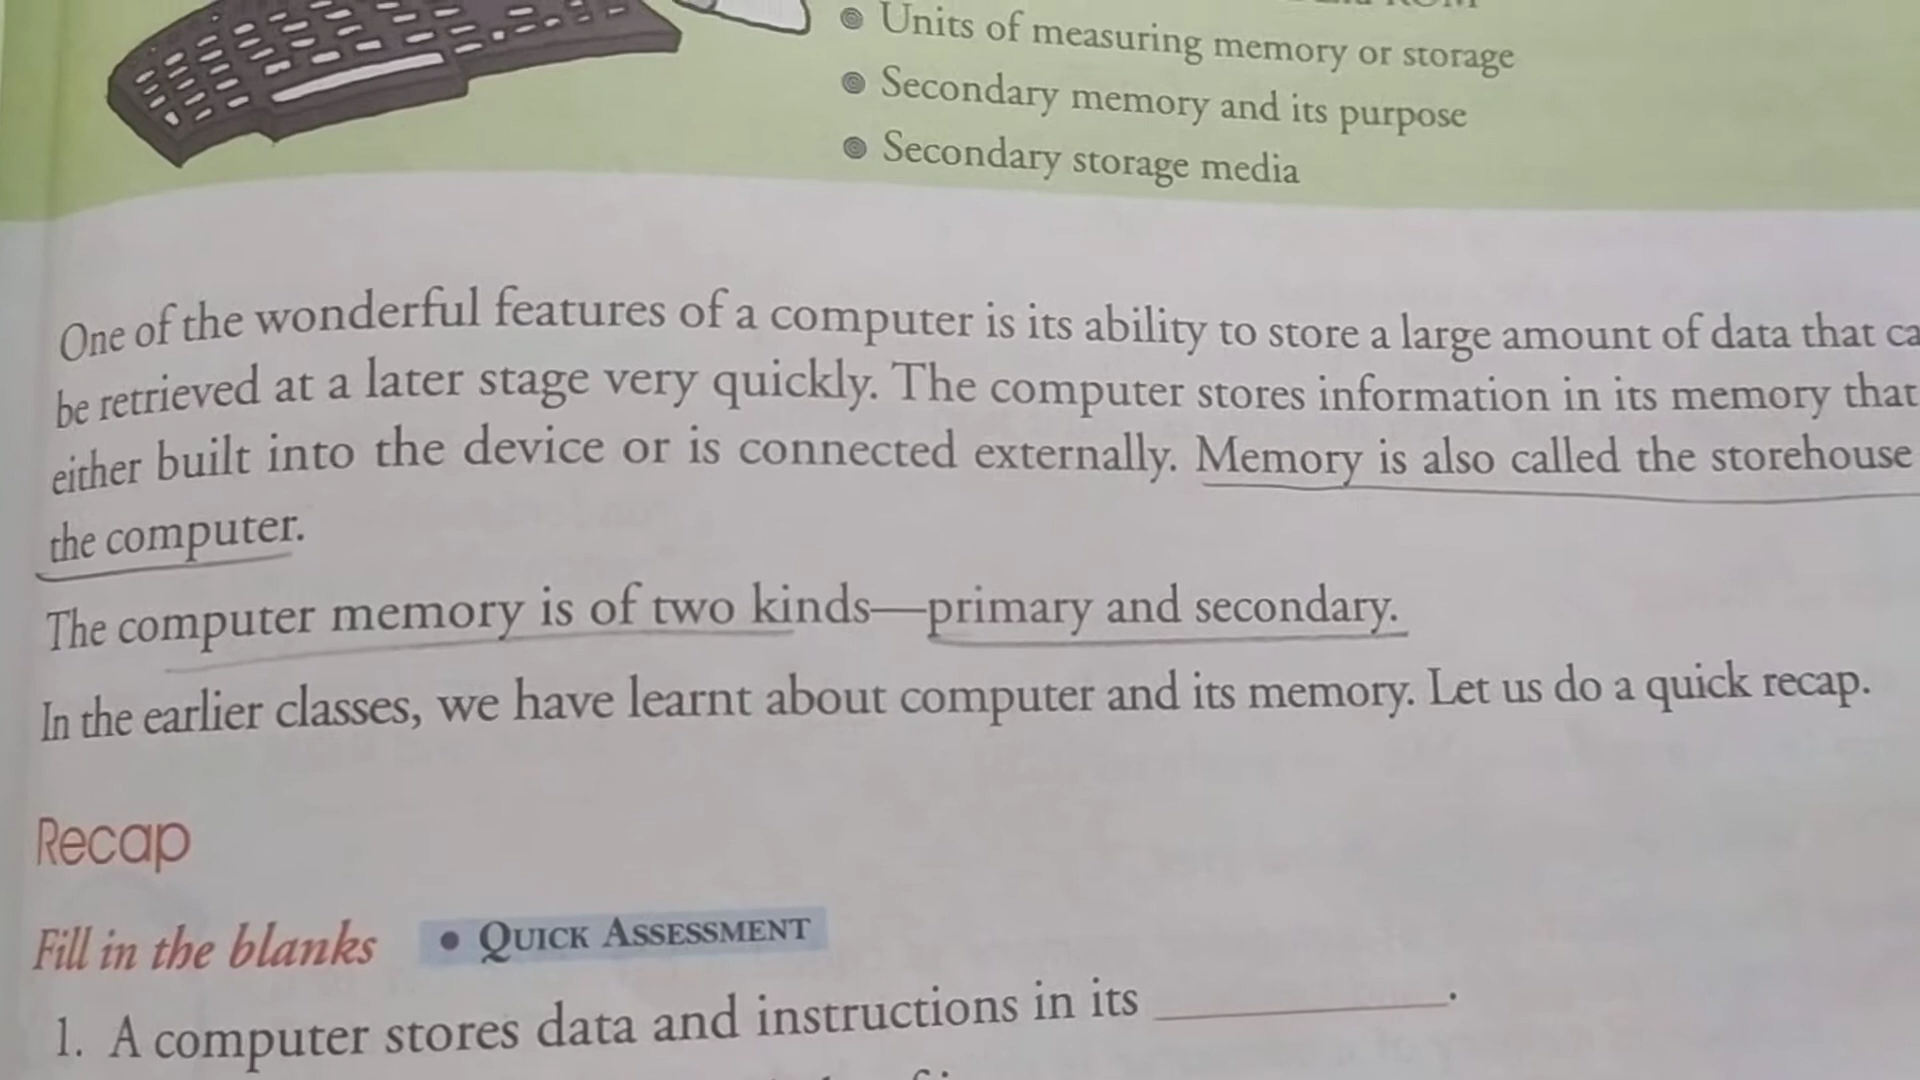 ROM
Units of measuring memory or storage
Secondary memory and its purpose
Secondary storage media
One of the wonderful features of a computer is its ability to store a large amount of data that ca
be retrieved at a later stage very quickly. The computer stores information in its memory that
either built into the device or is connected externally. Memory is also called the storehouse
the computer.
The computer memory is of two kinds—primary and secondary.
In the earlier classes, we have learnt about computer and its memory. Let us do a quick recap.
Recap
Fill in the blanks • QUICK ASSESSMENT
1. A computer stores data and instructions in its __________.